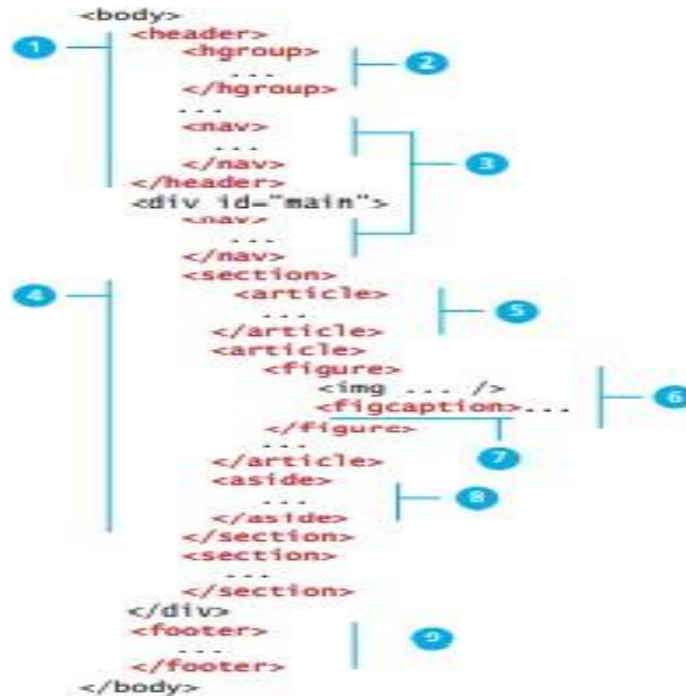 <body>
<header>
1
<hgroup>
...
2
</hgroup>
...
<nav>
...
3
</nav>
</header>
<div id="main">
<nav>
...
</nav>
<section>
4
<article>
...
5
</article>
<article>
<figure>
<img ... />
6
<figcaption>...
</figure>
...
7
</article>
<aside>
...
8
</aside>
</section>
<section>
...
</section>
</div>
<footer>
...
9
</footer>
</body>